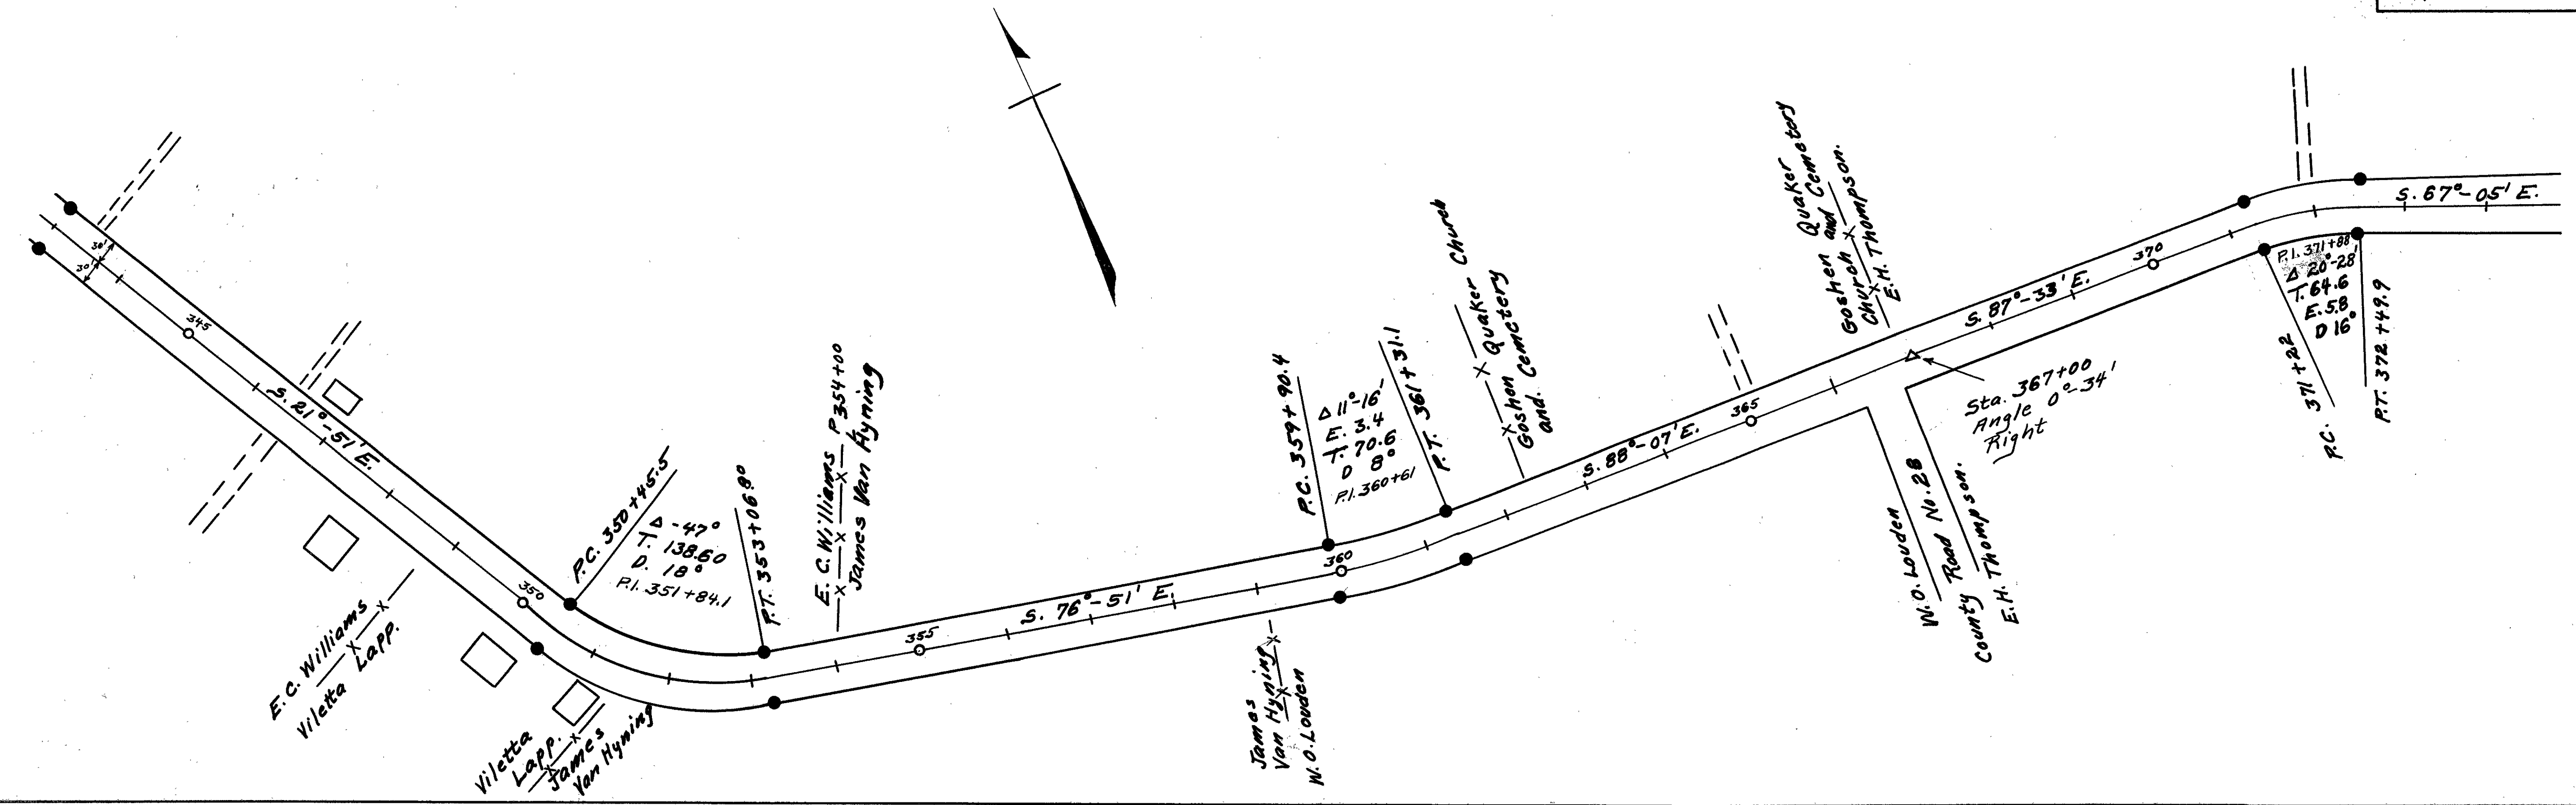 30'
30'
345
S. 21°-51' E.
E. C. Williams
Viletta Lapp.
350
P.C. 350+45.5
Δ -47°
T. 138.60
D. 18°
P.I. 351+84.1
P.T. 353+06.8
Viletta
Lapp.
James
Van Hyning
E. C. Williams P 354+00
James Van Hyning
355
S. 76°-51' E.
James
Van Hyning
W. O. Louden
P.C. 359+90.4
360
Δ 11°-16'
E. 3.4
T. 70.6
D 8°
P.I. 360+61
P.T. 361+31.1
Quaker Church
Goshen
and. Cemetery
S. 88°-07' E.
365
Quaker
Goshen and Cemetery
Church
E. H. Thompson.
Sta. 367+00
Angle 0°-34'
Right
W. O. Louden
County Road No. 28
E. H. Thompson.
S. 87°-33' E.
370
P.C. 371+22
P.I. 371+88
Δ 20°-28'
T. 64.6
E. 5.8
D 16°
P.T. 372+49.9
S. 67°-05' E.